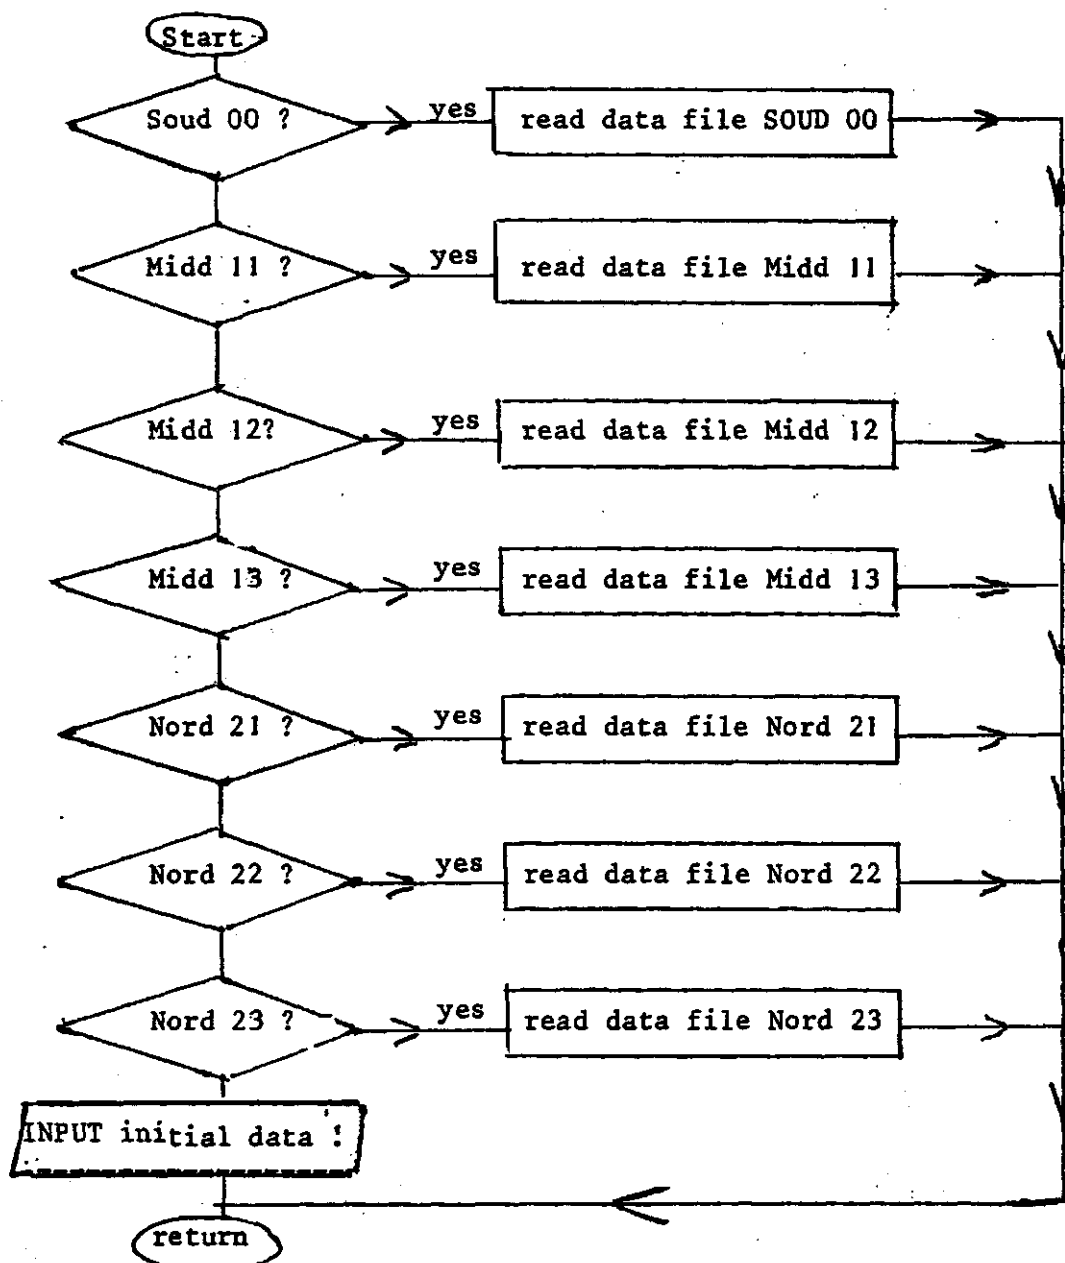 Start
Soud 00 ?
yes
read data file SOUD 00
Midd 11 ?
yes
read data file Midd 11
Midd 12?
yes
read data file Midd 12
Midd 13 ?
yes
read data file Midd 13
Nord 21 ?
yes
read data file Nord 21
Nord 22 ?
yes
read data file Nord 22
Nord 23 ?
yes
read data file Nord 23
INPUT initial data !
return